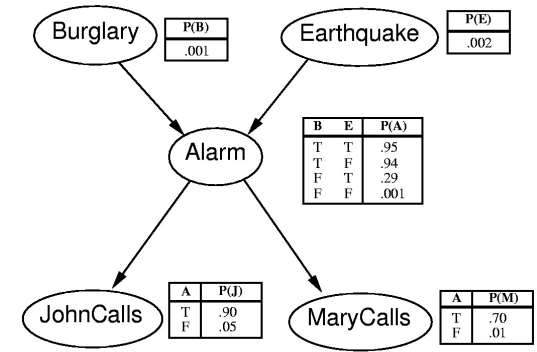 Burglary
P(B)
.001
Earthquake
P(E)
.002
Alarm
B E P(A)
T T .95
T F .94
F T .29
F F .001
JohnCalls
A P(J)
T .90
F .05
MaryCalls
A P(M)
T .70
F .01